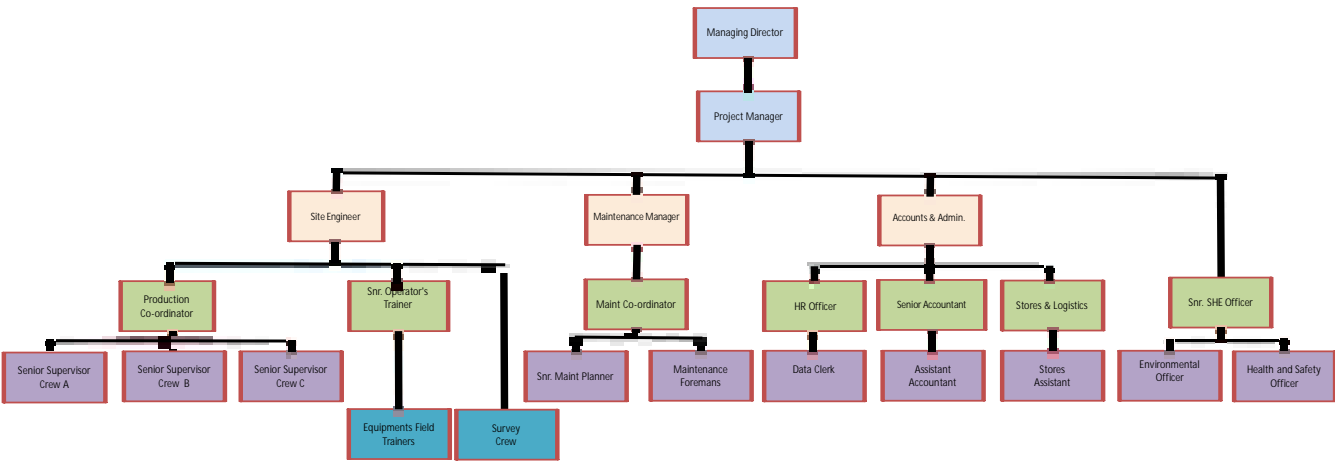 Managing Director
Project Manager
Site Engineer
Maintenance Manager
Accounts & Admin.
Production
Co-ordinator
Snr. Operator's
Trainer
Maint Co-ordinator
HR Officer
Senior Accountant
Stores & Logistics
Snr. SHE Officer
Senior Supervisor
Crew A
Senior Supervisor
Crew B
Senior Supervisor
Crew C
Snr. Maint Planner
Maintenance
Foremans
Data Clerk
Assistant
Accountant
Stores
Assistant
Environmental
Officer
Health and Safety
Officer
Equipments Field
Trainers
Survey
Crew